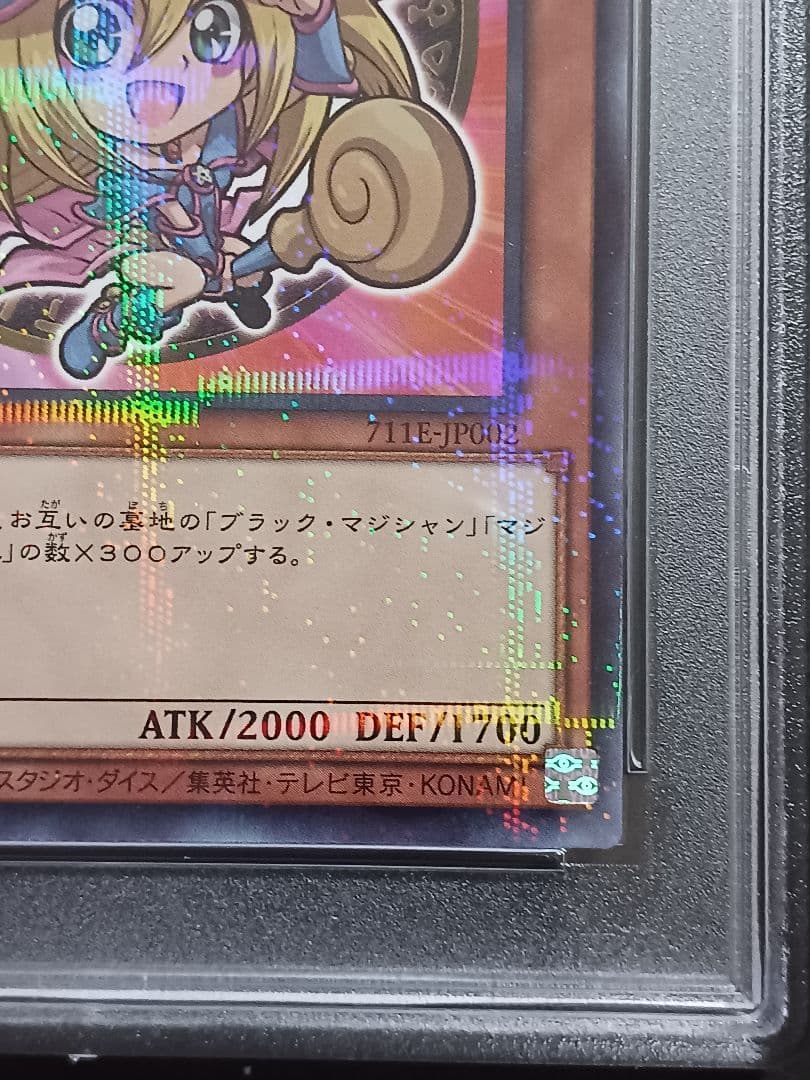 711E-JP002
お互いの墓地の「ブラック・マジシャン」「マジ
」の数×300アップする。
ATK/2000 DEF/1700
スタジオ・ダイス/集英社・テレビ東京・KONAMI